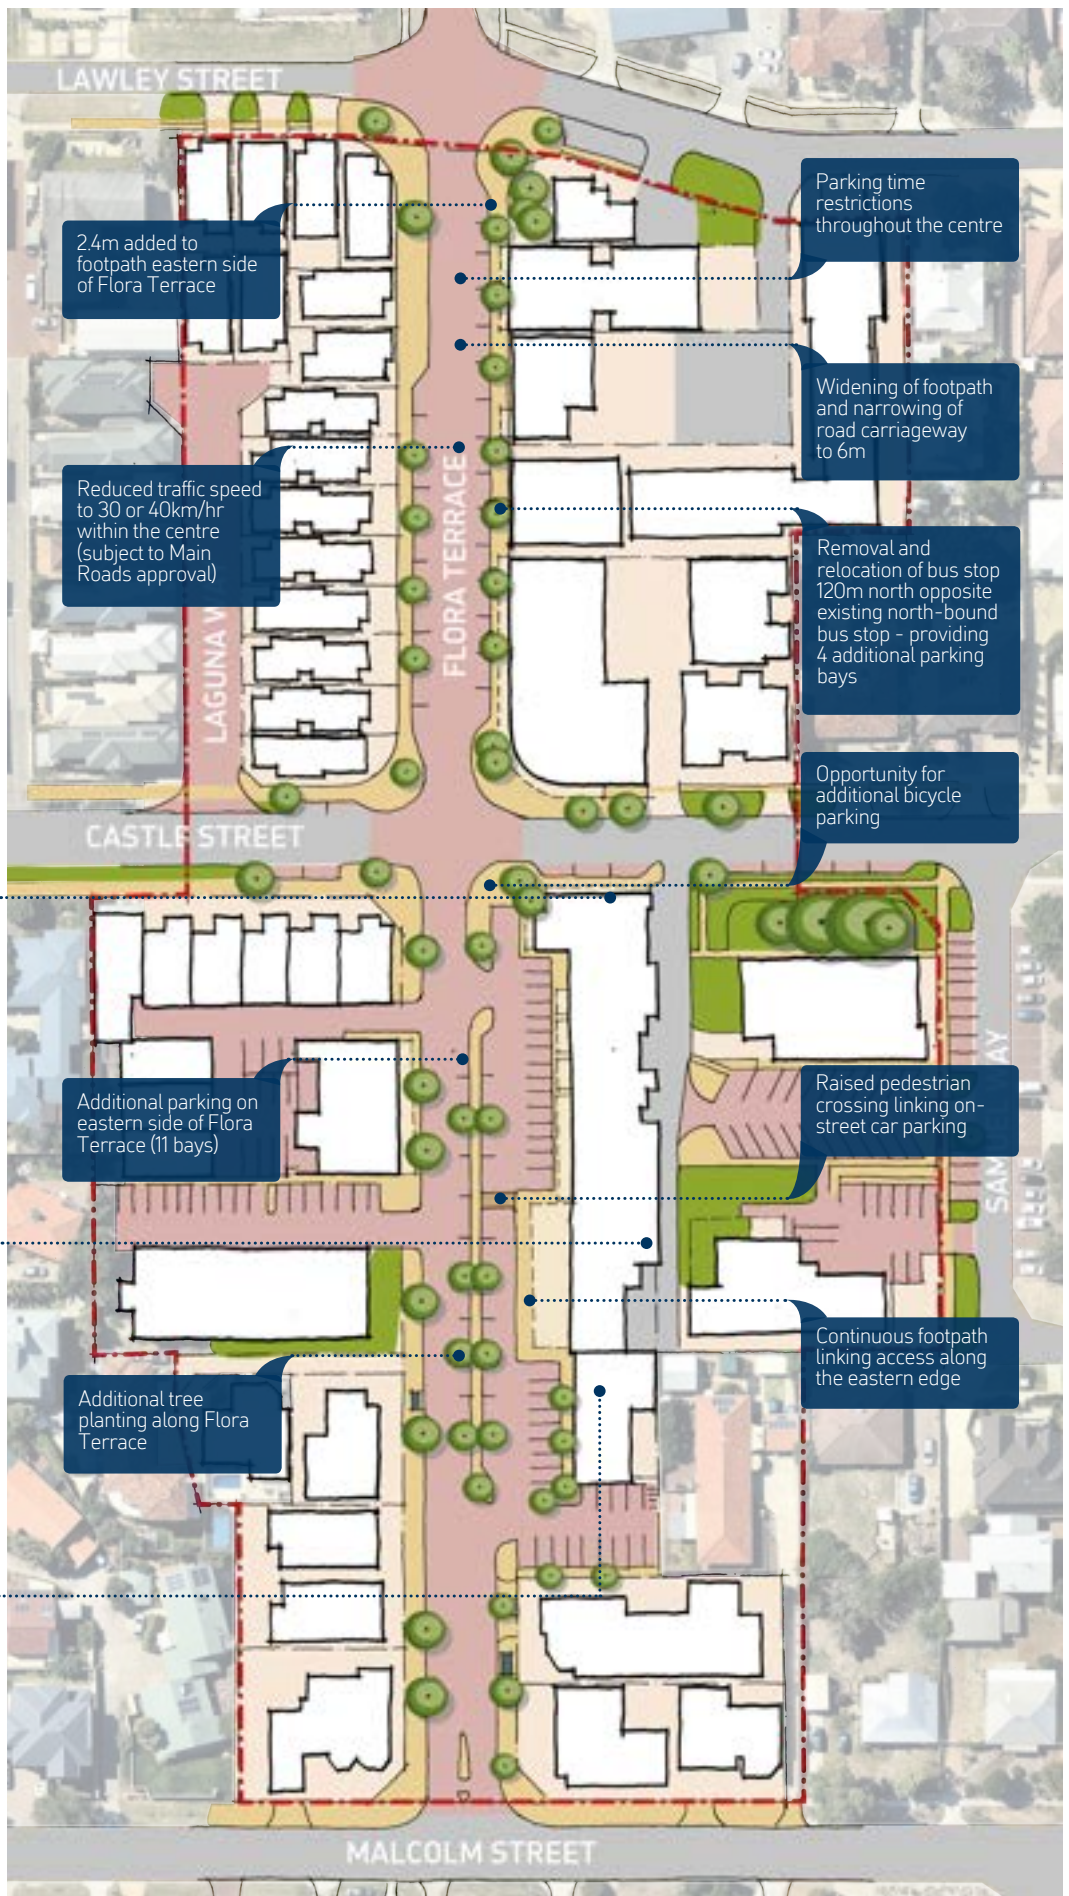 LAWLEY STREET
Parking time
restrictions
throughout the centre
2.4m added to
footpath eastern side
of Flora Terrace
Widening of footpath
and narrowing of
road carriageway
to 6m
Reduced traffic speed
to 30 or 40km/hr
within the centre
(subject to Main
Roads approval)
FLORA TERRACE
LAGUNA W
Removal and
relocation of bus stop
120m north opposite
existing north-bound
bus stop - providing
4 additional parking
bays
Opportunity for
additional bicycle
parking
CASTLE STREET
Additional parking on
eastern side of Flora
Terrace (11 bays)
Raised pedestrian
crossing linking on-
street car parking
SAM
AY
Continuous footpath
linking access along
the eastern edge
Additional tree
planting along Flora
Terrace
MALCOLM STREET